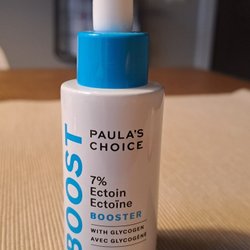 BOOST
PAULA'S
CHOICE
7%
Ectoin
Ectoïne
BOOSTER
WITH GLYCOGEN
AVEC GLYCOGÈNE